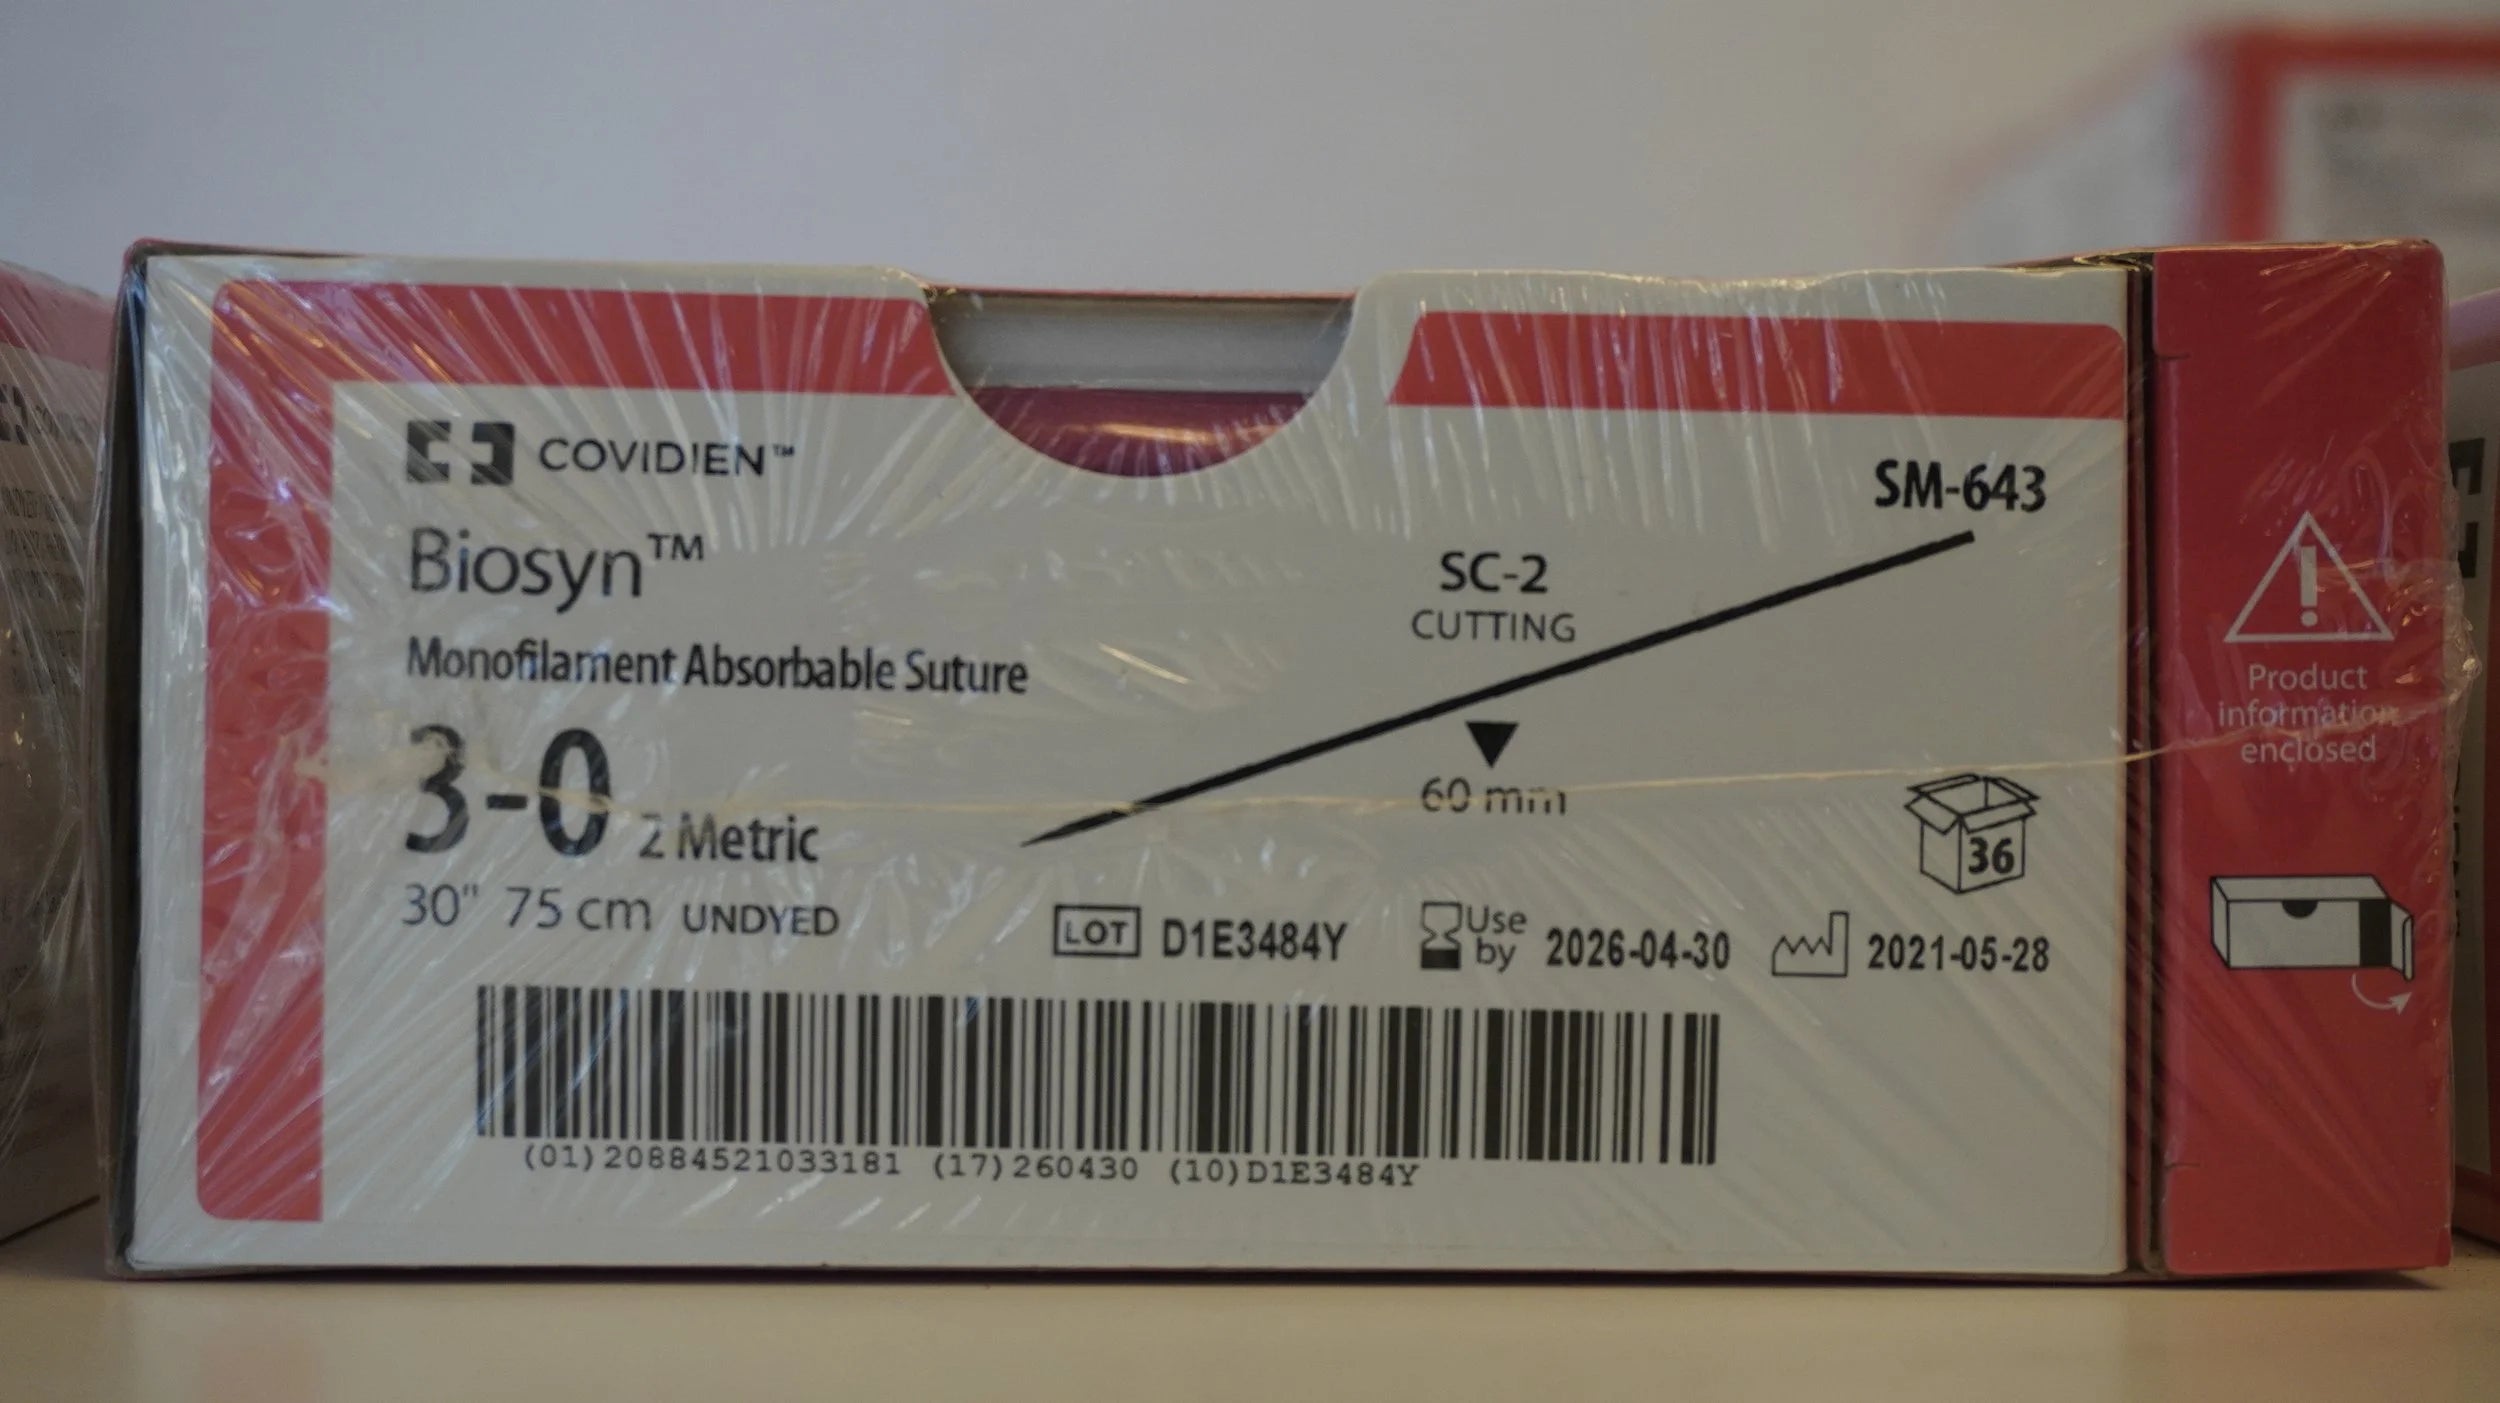 COVIDIEN™
Biosyn™
Monofilament Absorbable Suture
3-0 2 Metric
30" 75 cm UNDYED
SM-643
SC-2
CUTTING
60 mm
36
LOT D1E3484Y
Use by 2026-04-30
2021-05-28
(01)20884521033181 (17)260430 (10)D1E3484Y
Product
information
enclosed